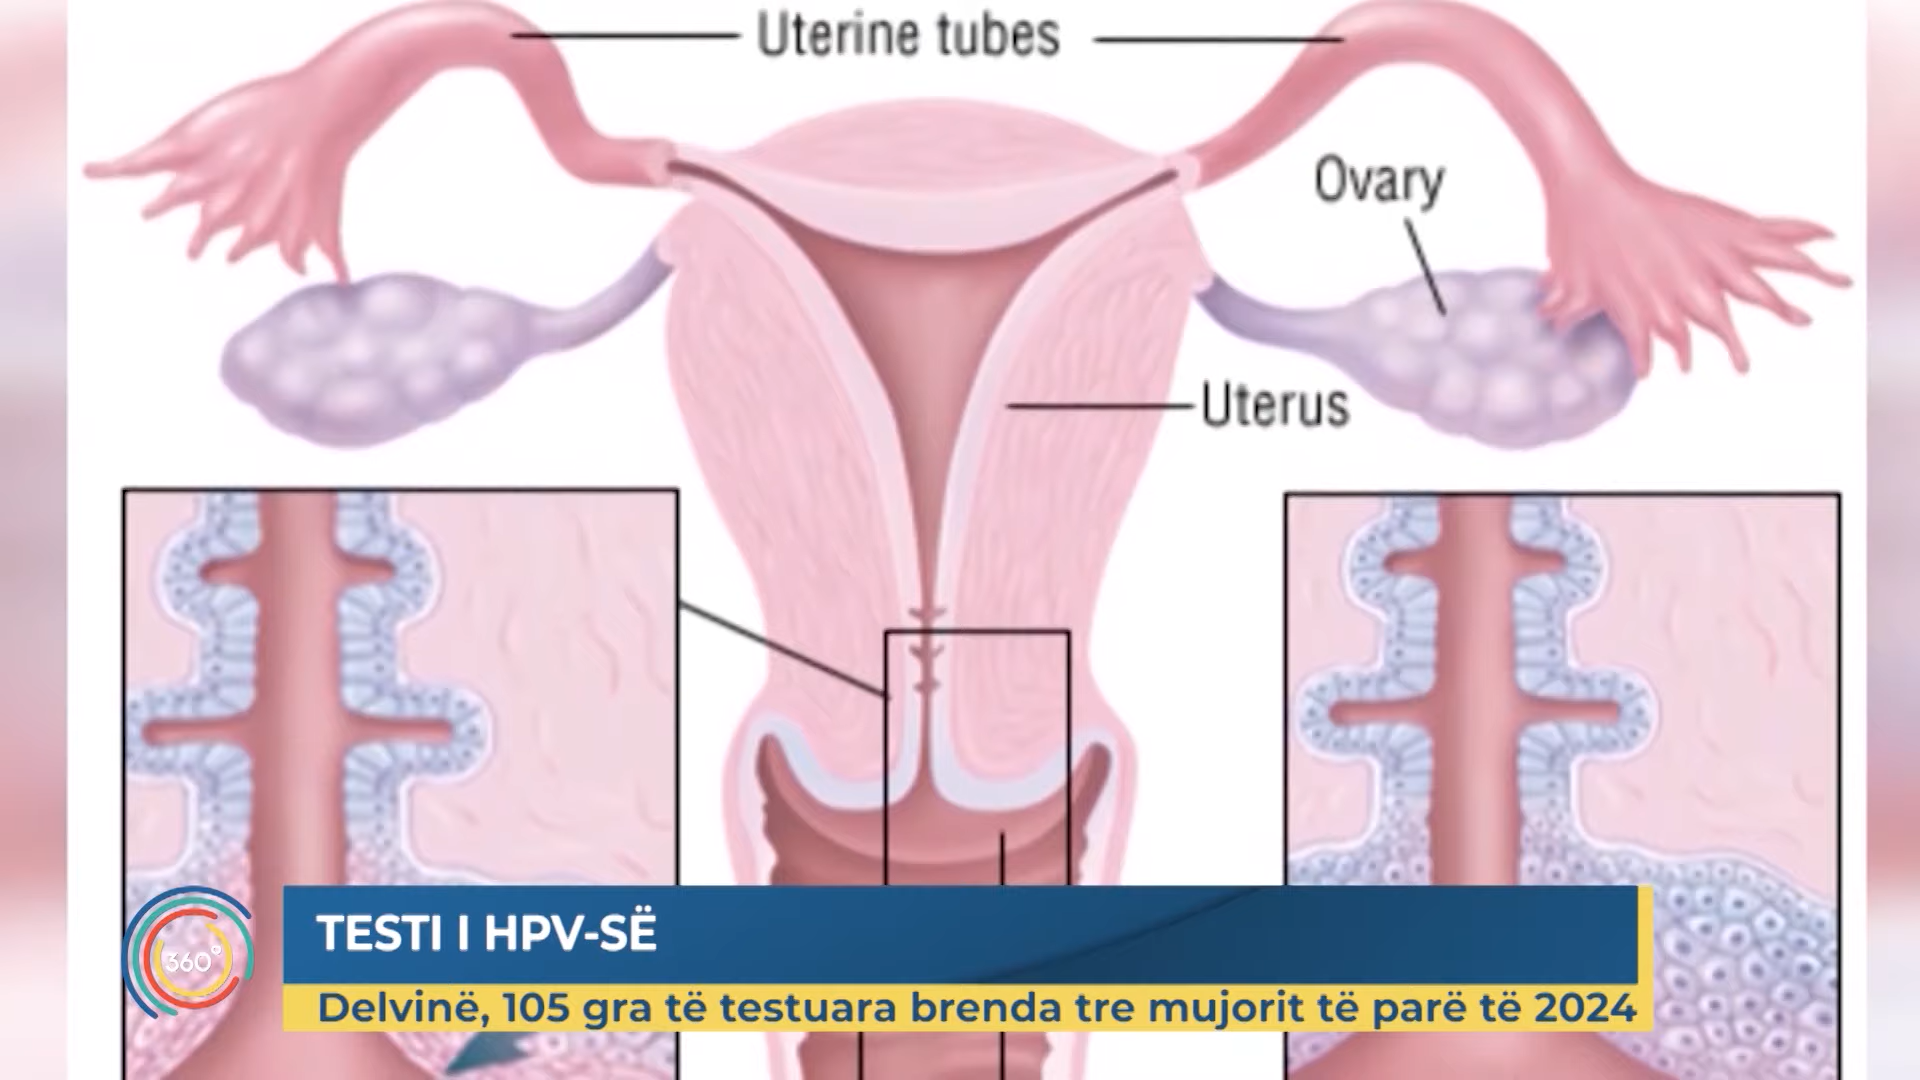 Uterine tubes
Ovary
Uterus
TESTI I HPV-SË
360°
Delvinë, 105 gra të testuara brenda tre mujorit të parë të 2024